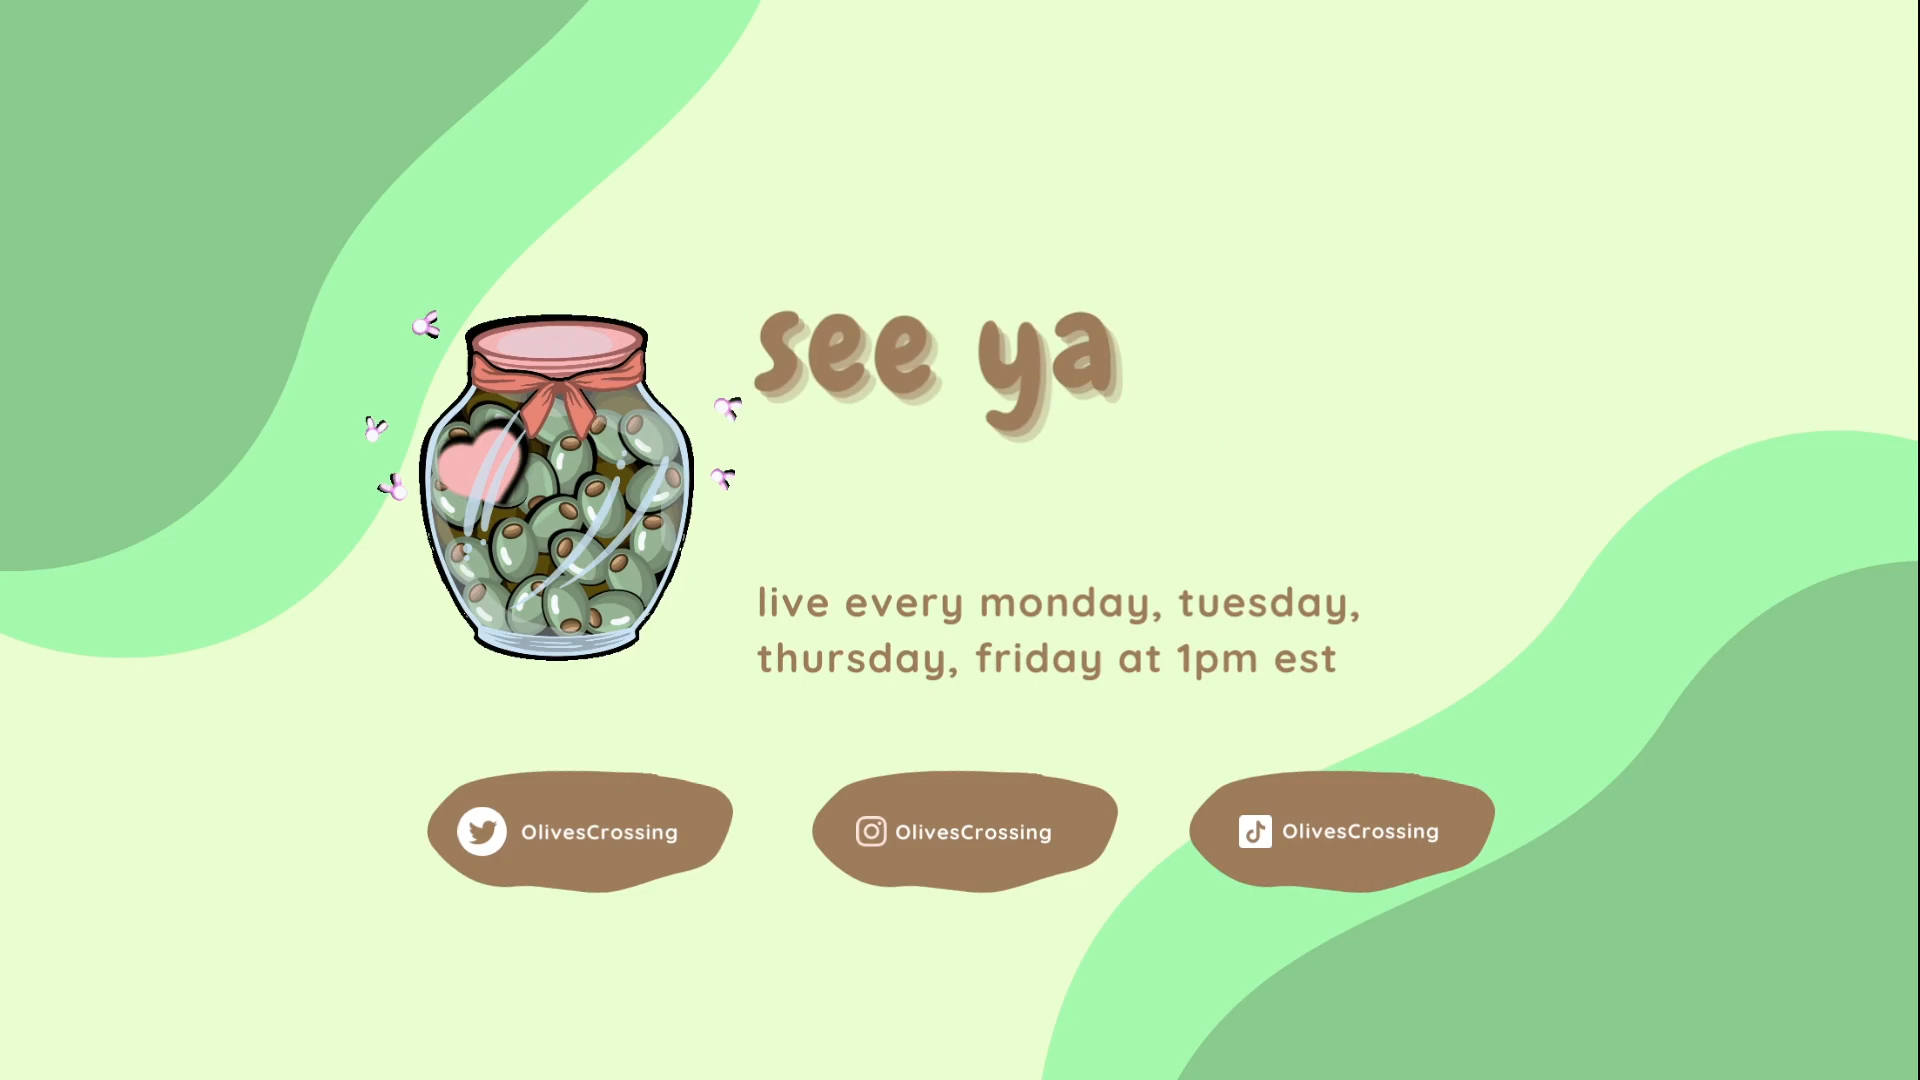 see ya
live every monday, tuesday,
thursday, friday at 1pm est
OlivesCrossing
OlivesCrossing
OlivesCrossing